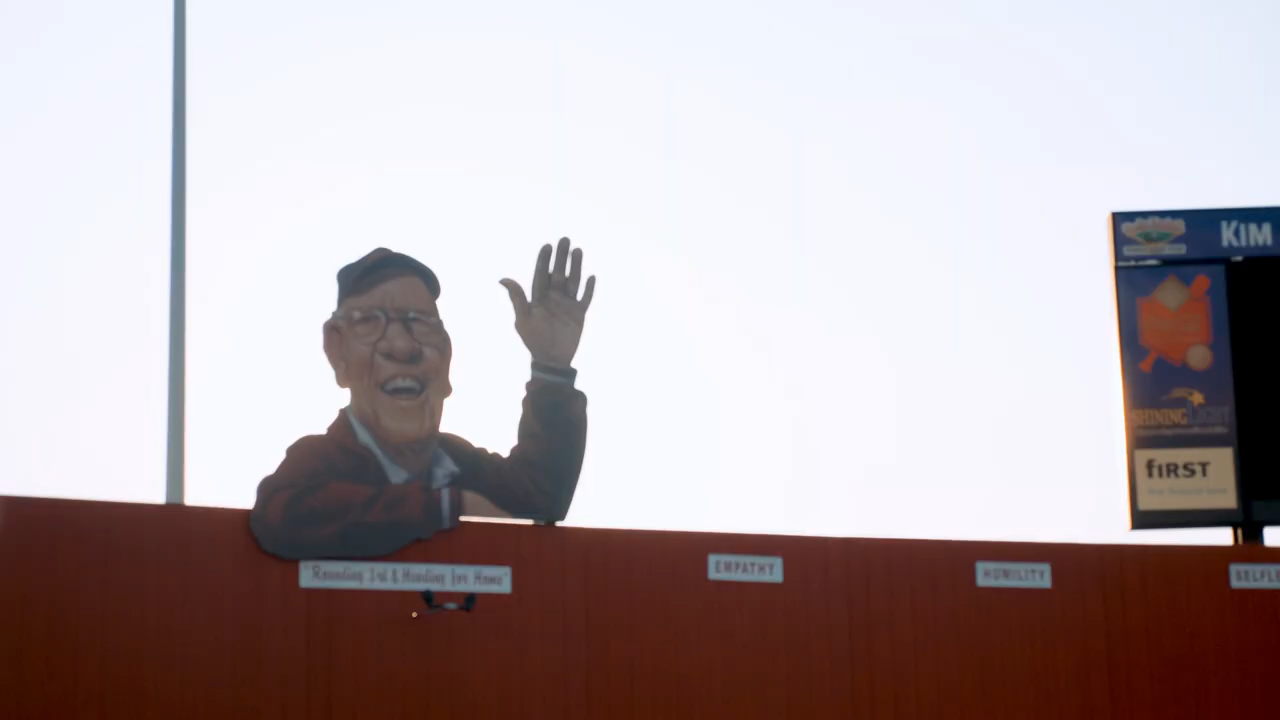 "Rounding 3rd & Heading for Home"
EMPATHY
HUMILITY
KIM
SHINING LIGHT
fiRST